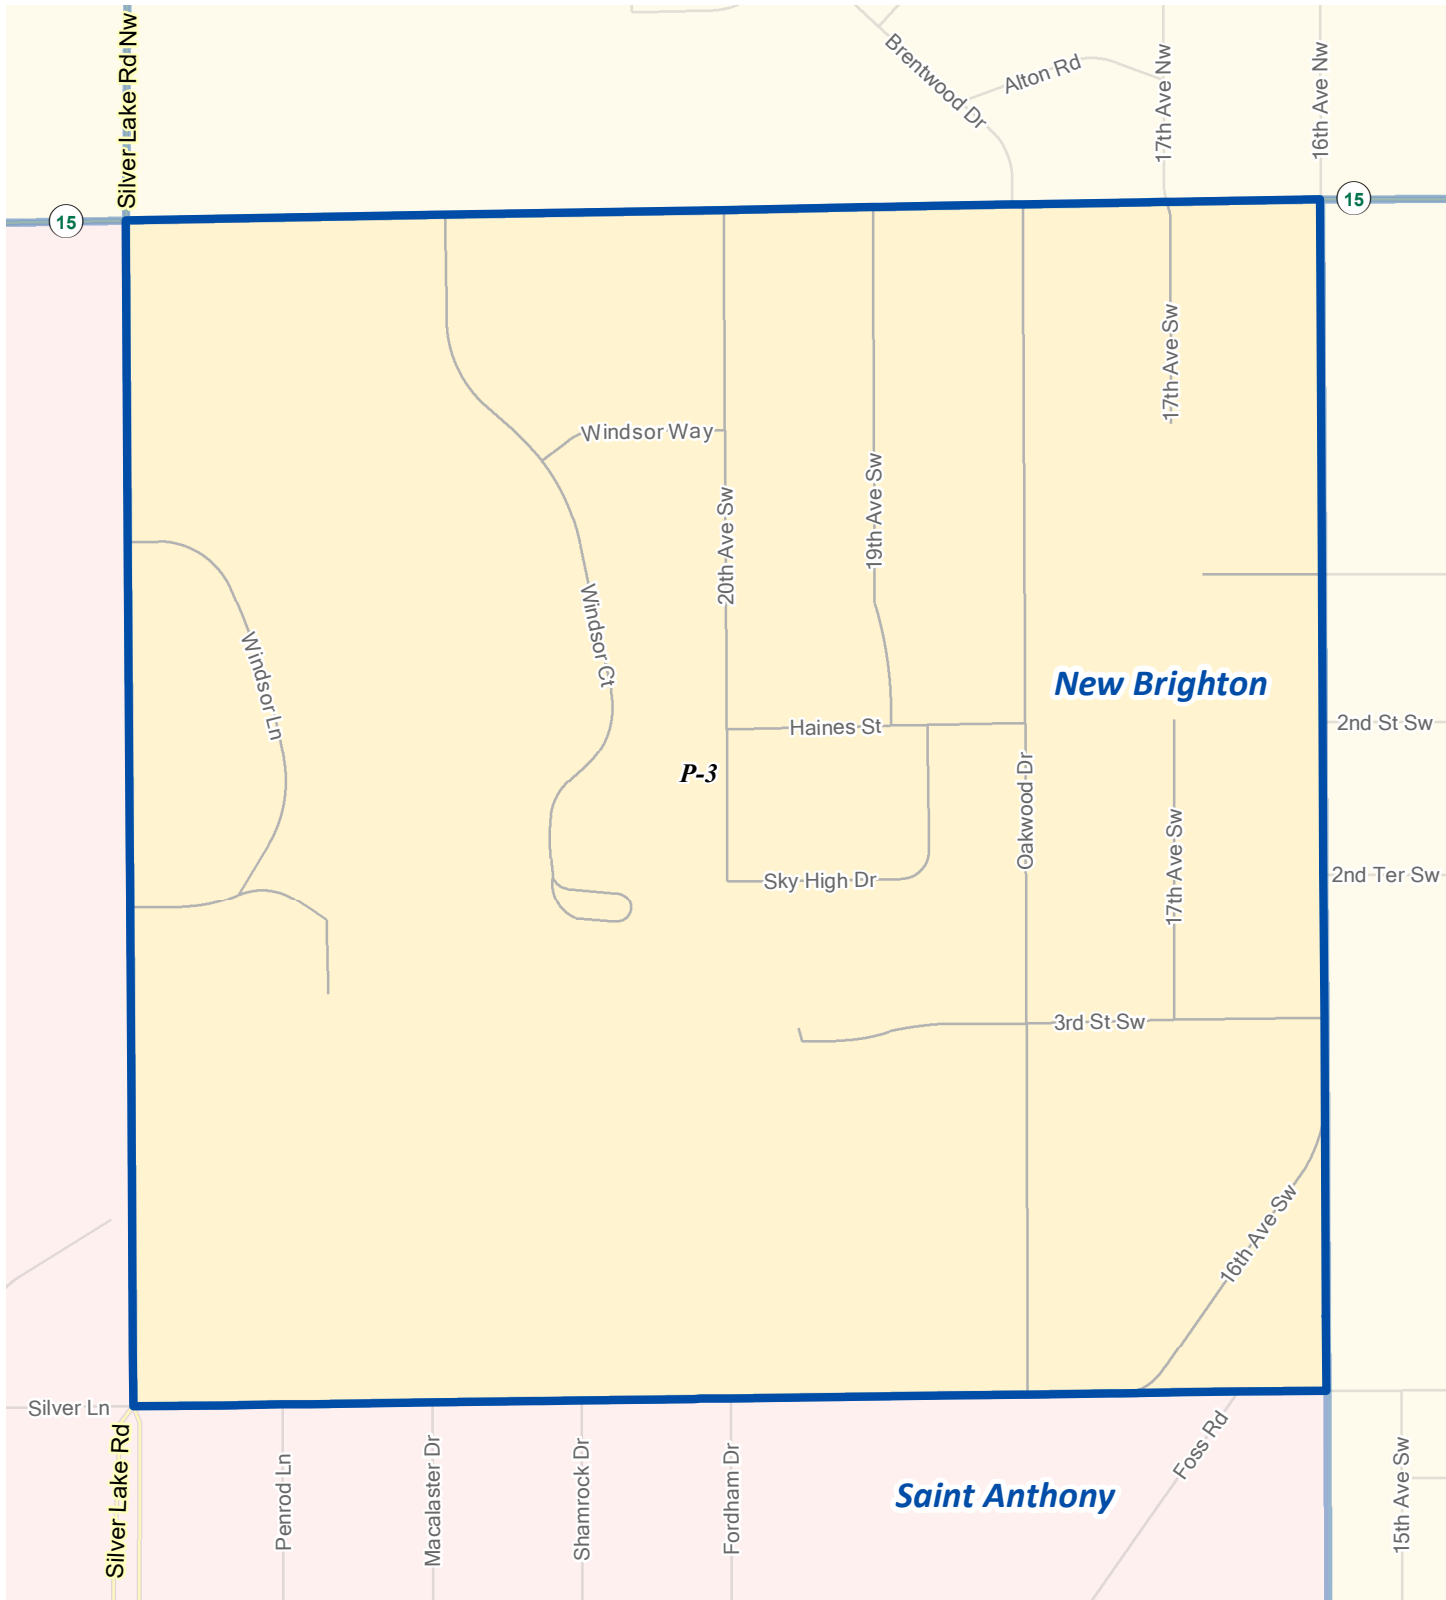 Silver Lake Rd Nw
Brentwood Dr
Alton Rd
17th Ave Nw
16th Ave Nw
15
15
17th Ave Sw
Windsor Way
20th Ave Sw
19th Ave Sw
Windsor Ct
Windsor Ln
New Brighton
Haines St
2nd St Sw
P-3
Oakwood Dr
17th Ave Sw
Sky High Dr
2nd Ter Sw
3rd St Sw
16th Ave Sw
Silver Ln
Silver Lake Rd
Penrod Ln
Macalaster Dr
Shamrock Dr
Fordham Dr
Saint Anthony
Foss Rd
15th Ave Sw